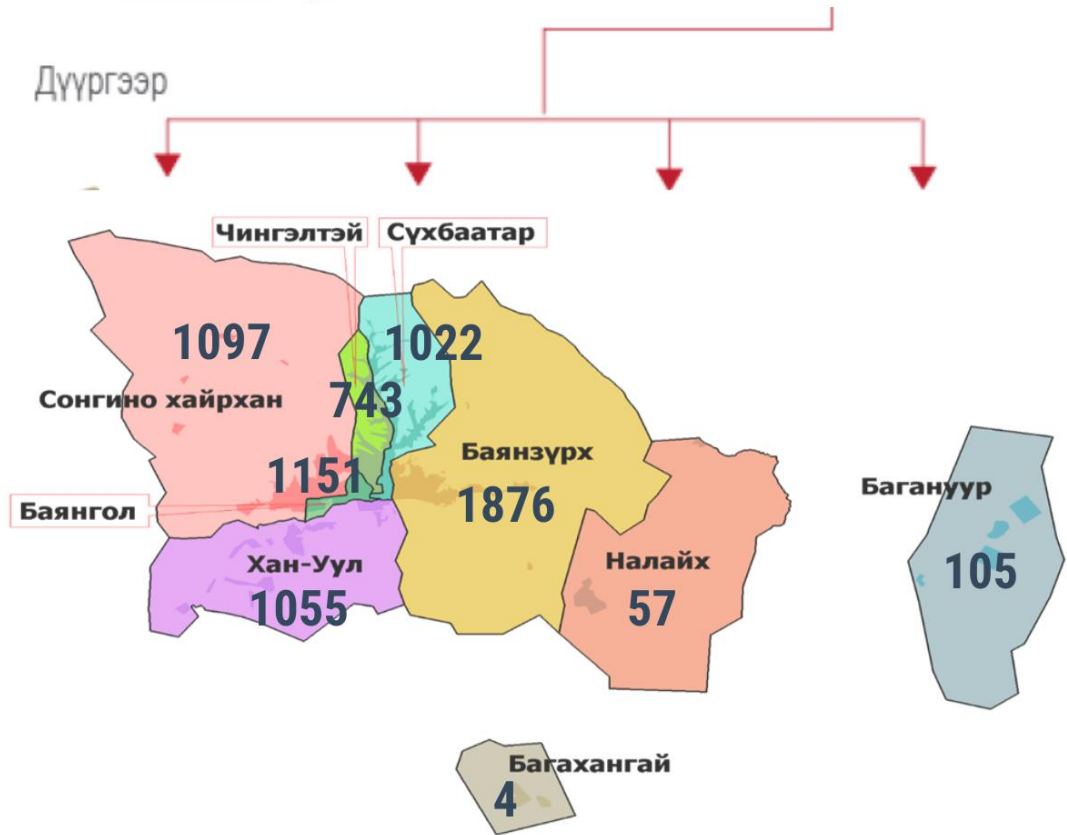 Дүүргээр
Чингэлтэй
Сүхбаатар
1097
1022
743
Сонгино хайрхан
1151
Баянзүрх
1876
Баянгол
Багануур
105
Хан-Уул
1055
Налайх
57
Багахангай
4